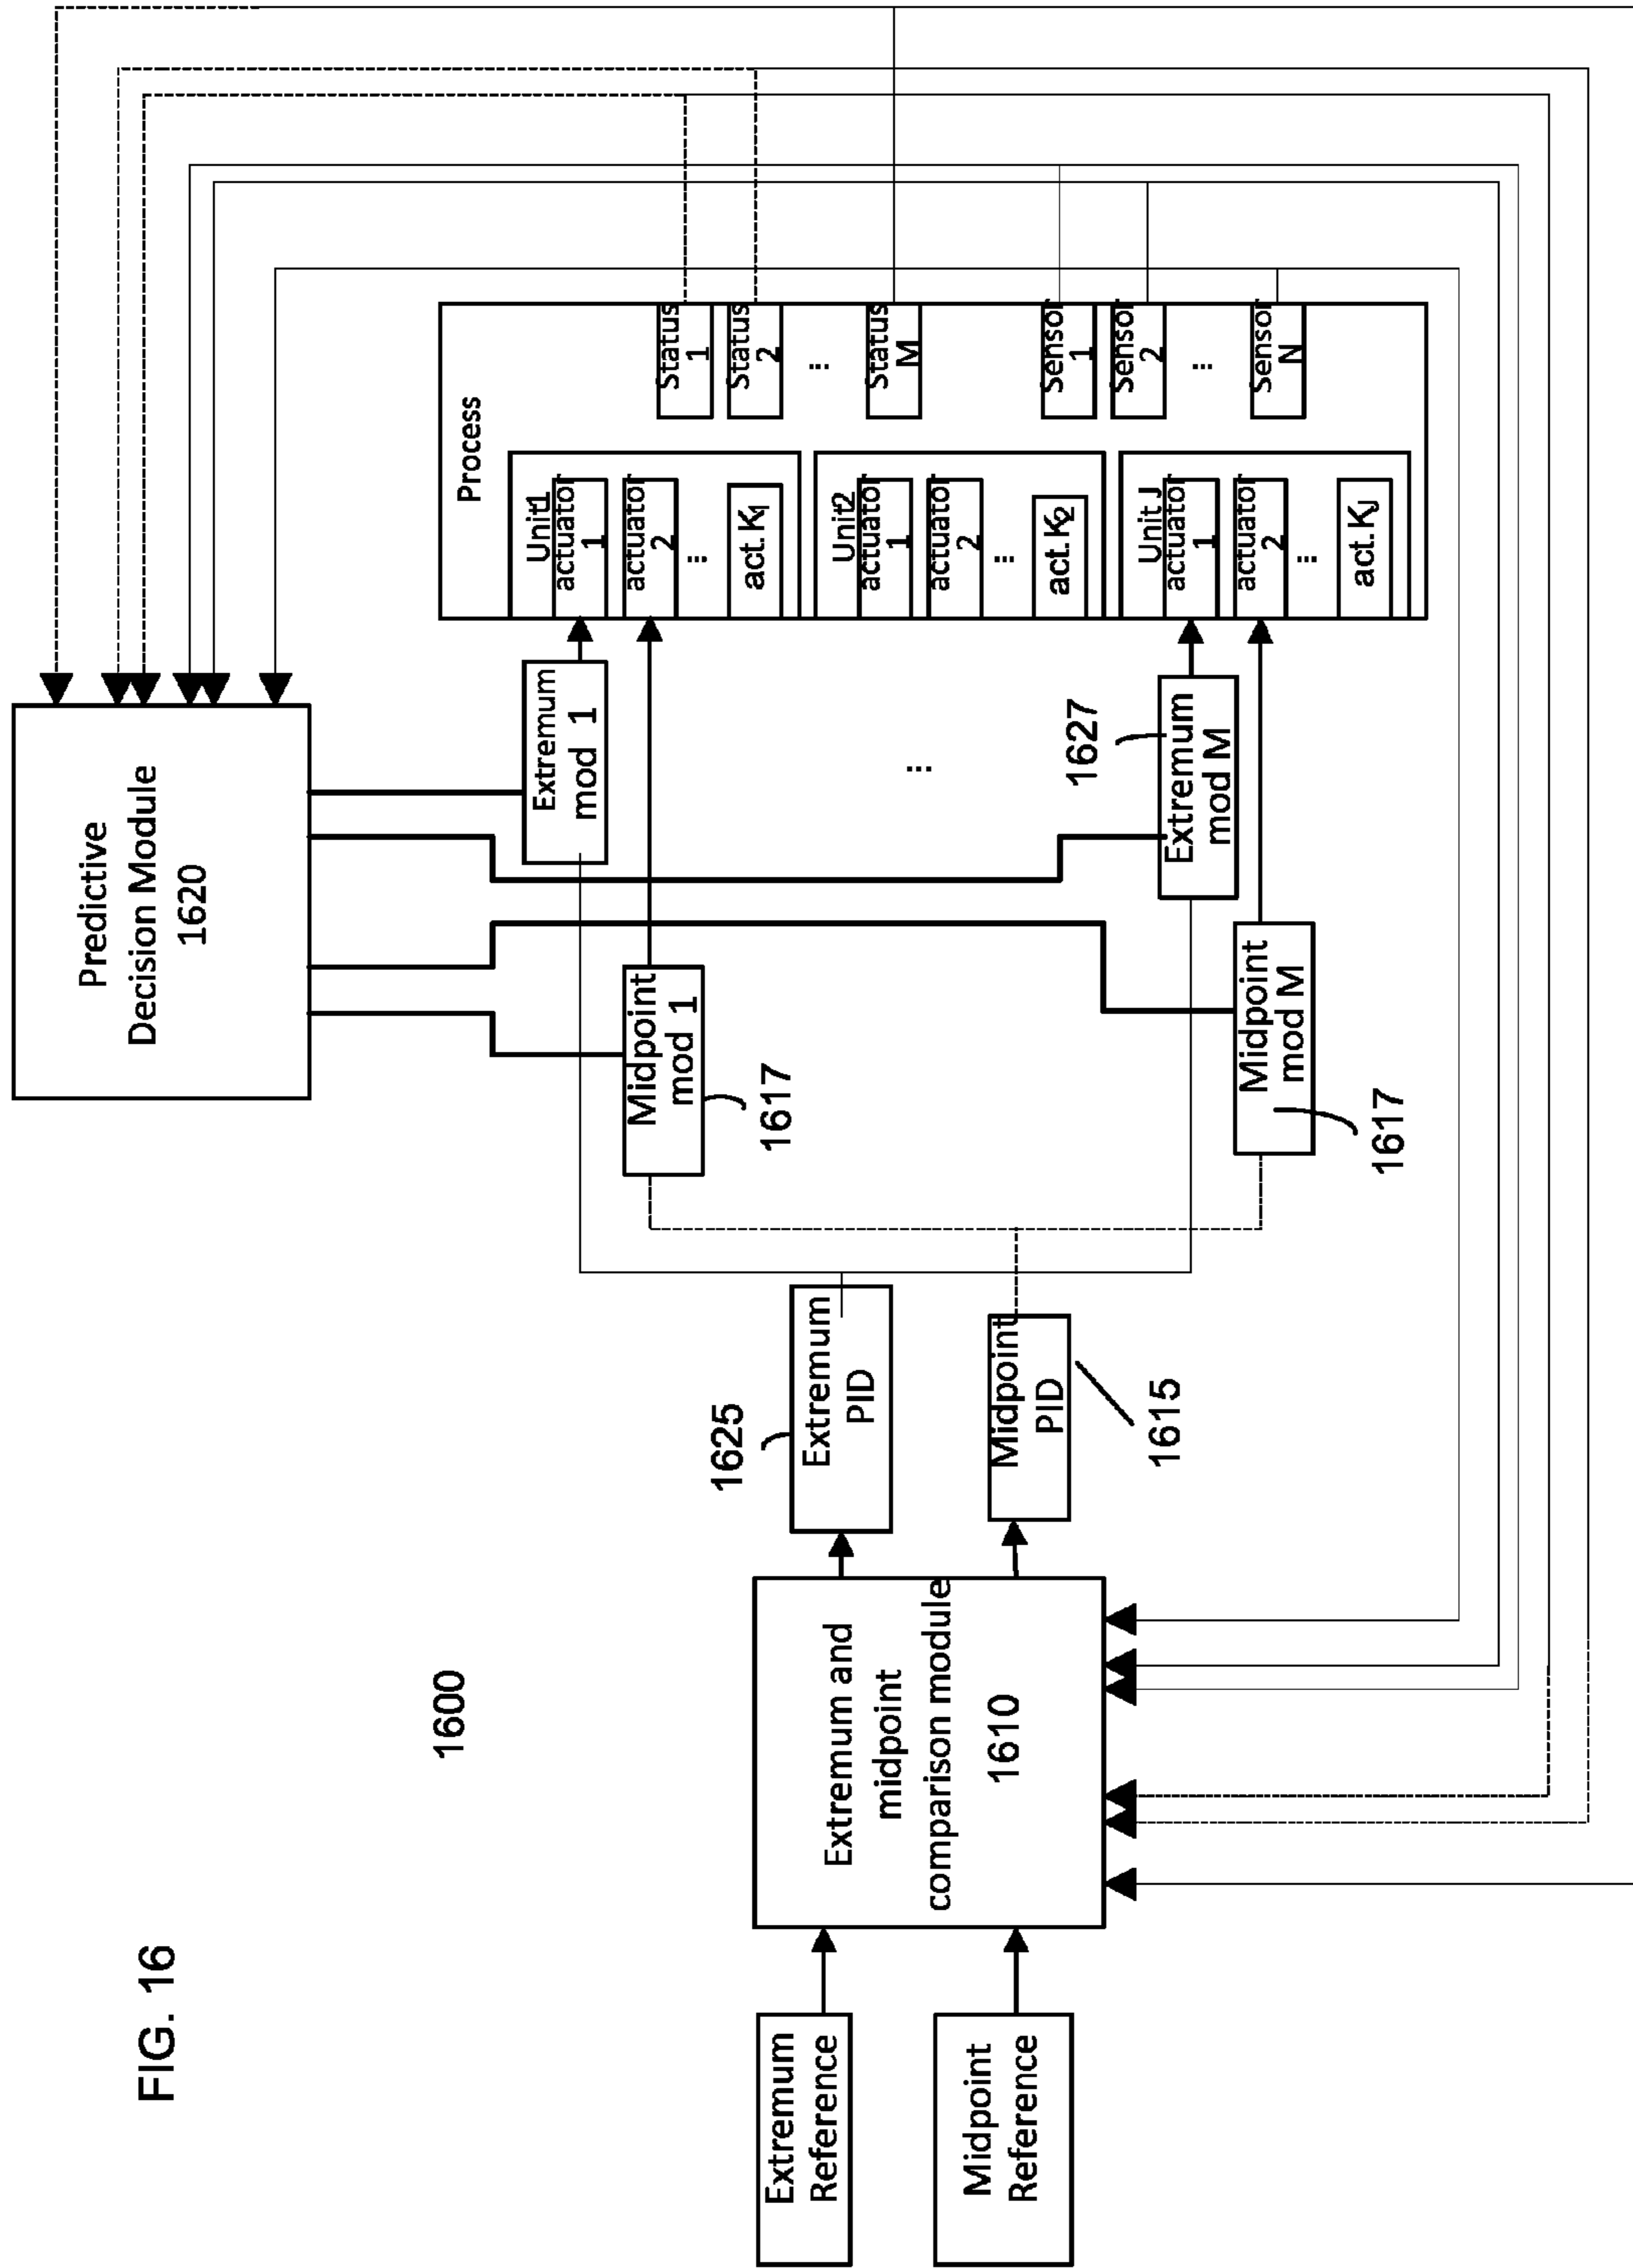 FIG. 16
1600
Extremum
Reference
Midpoint
Reference
Extremum and
midpoint
comparison module
1610
1625
Extremum
PID
Midpoint
PID
1615
Predictive
Decision Module
1620
Midpoint
mod 1
1617
Extremum
mod 1
...
Midpoint
mod M
1617
1627
Extremum
mod M
Process
Unit1
actuator
1
actuator
2
...
act. K1
Unit2
actuator
1
actuator
2
...
act. K2
Unit J
actuator
1
actuator
2
...
act. KJ
Status
1
Status
2
...
Status
M
Sensor
1
Sensor
2
...
Sensor
N